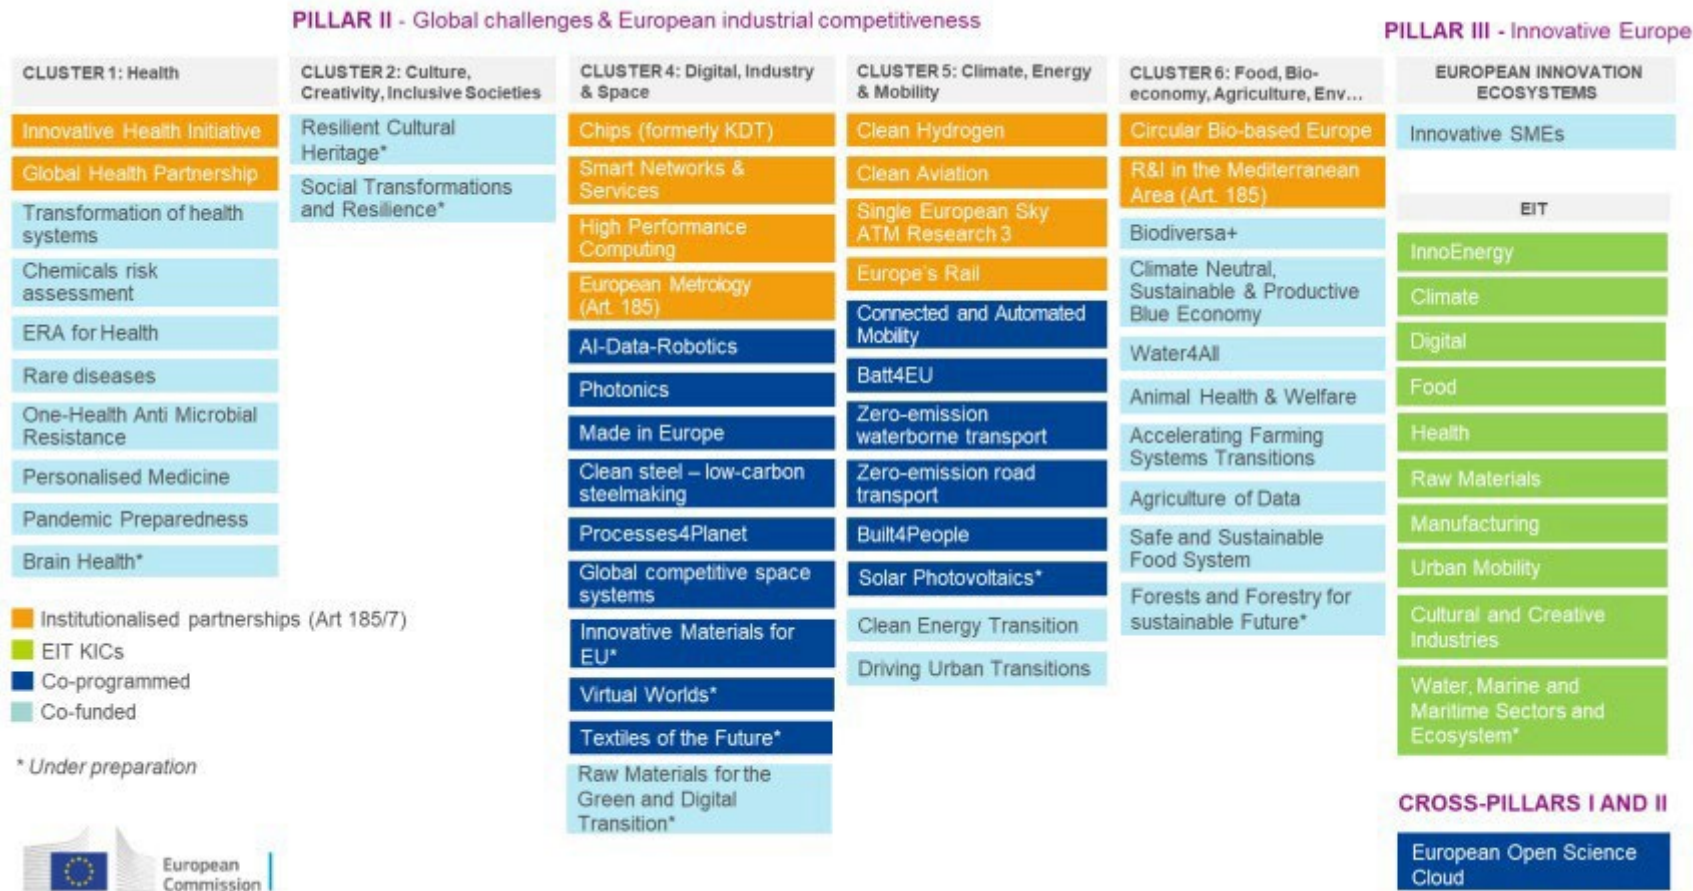 PILLAR II - Global challenges & European industrial competitiveness
PILLAR III - Innovative Europe
CLUSTER 1: Health
Innovative Health Initiative
Global Health Partnership
Transformation of health
systems
Chemicals risk
assessment
ERA for Health
Rare diseases
One-Health Anti Microbial
Resistance
Personalised Medicine
Pandemic Preparedness
Brain Health*
CLUSTER 2: Culture,
Creativity, Inclusive Societies
Resilient Cultural
Heritage*
Social Transformations
and Resilience*
CLUSTER 4: Digital, Industry
& Space
Chips (formerly KDT)
Smart Networks &
Services
High Performance
Computing
European Metrology
(Art. 185)
AI-Data-Robotics
Photonics
Made in Europe
Clean steel – low-carbon
steelmaking
Processes4Planet
Global competitive space
systems
Innovative Materials for
EU*
Virtual Worlds*
Textiles of the Future*
Raw Materials for the
Green and Digital
Transition*
CLUSTER 5: Climate, Energy
& Mobility
Clean Hydrogen
Clean Aviation
Single European Sky
ATM Research 3
Europe's Rail
Connected and Automated
Mobility
Batt4EU
Zero-emission
waterborne transport
Zero-emission road
transport
Built4People
Solar Photovoltaics*
Clean Energy Transition
Driving Urban Transitions
CLUSTER 6: Food, Bio-
economy, Agriculture, Env...
Circular Bio-based Europe
R&I in the Mediterranean
Area (Art. 185)
Biodiversa+
Climate Neutral,
Sustainable & Productive
Blue Economy
Water4All
Animal Health & Welfare
Accelerating Farming
Systems Transitions
Agriculture of Data
Safe and Sustainable
Food System
Forests and Forestry for
sustainable Future*
EUROPEAN INNOVATION
ECOSYSTEMS
Innovative SMEs
EIT
InnoEnergy
Climate
Digital
Food
Health
Raw Materials
Manufacturing
Urban Mobility
Cultural and Creative
Industries
Water, Marine and
Maritime Sectors and
Ecosystem*
CROSS-PILLARS I AND II
European Open Science
Cloud
Institutionalised partnerships (Art 185/7)
EIT KICs
Co-programmed
Co-funded
* Under preparation
European
Commission